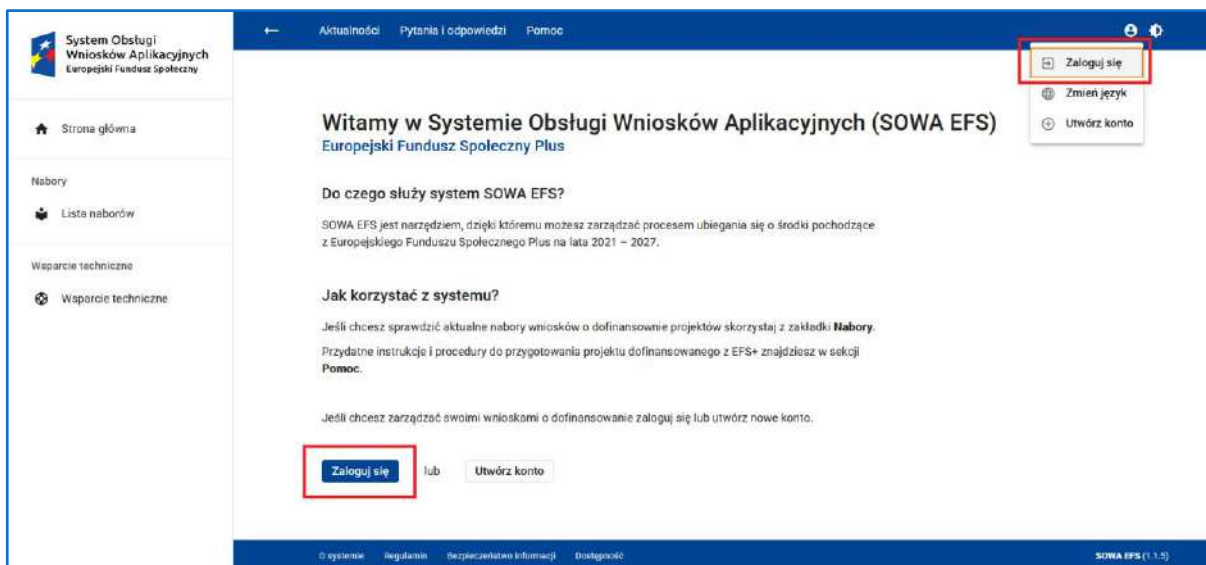 System Obsługi
Wniosków Aplikacyjnych
Europejski Fundusz Społeczny
Aktualności Pytania i odpowiedzi Pomoc
Zaloguj się
Zmień język
Utwórz konto
Strona główna
Nabory
Lista naborów
Wsparcie techniczne
Wsparcie techniczne
Witamy w Systemie Obsługi Wniosków Aplikacyjnych (SOWA EFS)
Europejski Fundusz Społeczny Plus
Do czego służy system SOWA EFS?
SOWA EFS jest narzędziem, dzięki któremu możesz zarządzać procesem ubiegania się o środki pochodzące
z Europejskiego Funduszu Społecznego Plus na lata 2021 – 2027.
Jak korzystać z systemu?
Jeśli chcesz sprawdzić aktualne nabory wniosków o dofinansownie projektów skorzystaj z zakładki Nabory.
Przydatne instrukcje i procedury do przygotowania projektu dofinansowanego z EFS+ znajdziesz w sekcji
Pomoc.
Jeśli chcesz zarządzać swoimi wnioskami o dofinansowanie zaloguj się lub utwórz nowe konto.
Zaloguj się lub Utwórz konto
O systemie Regulamin Bezpieczeństwo informacji Dostępność SOWA EFS (1.1.5)